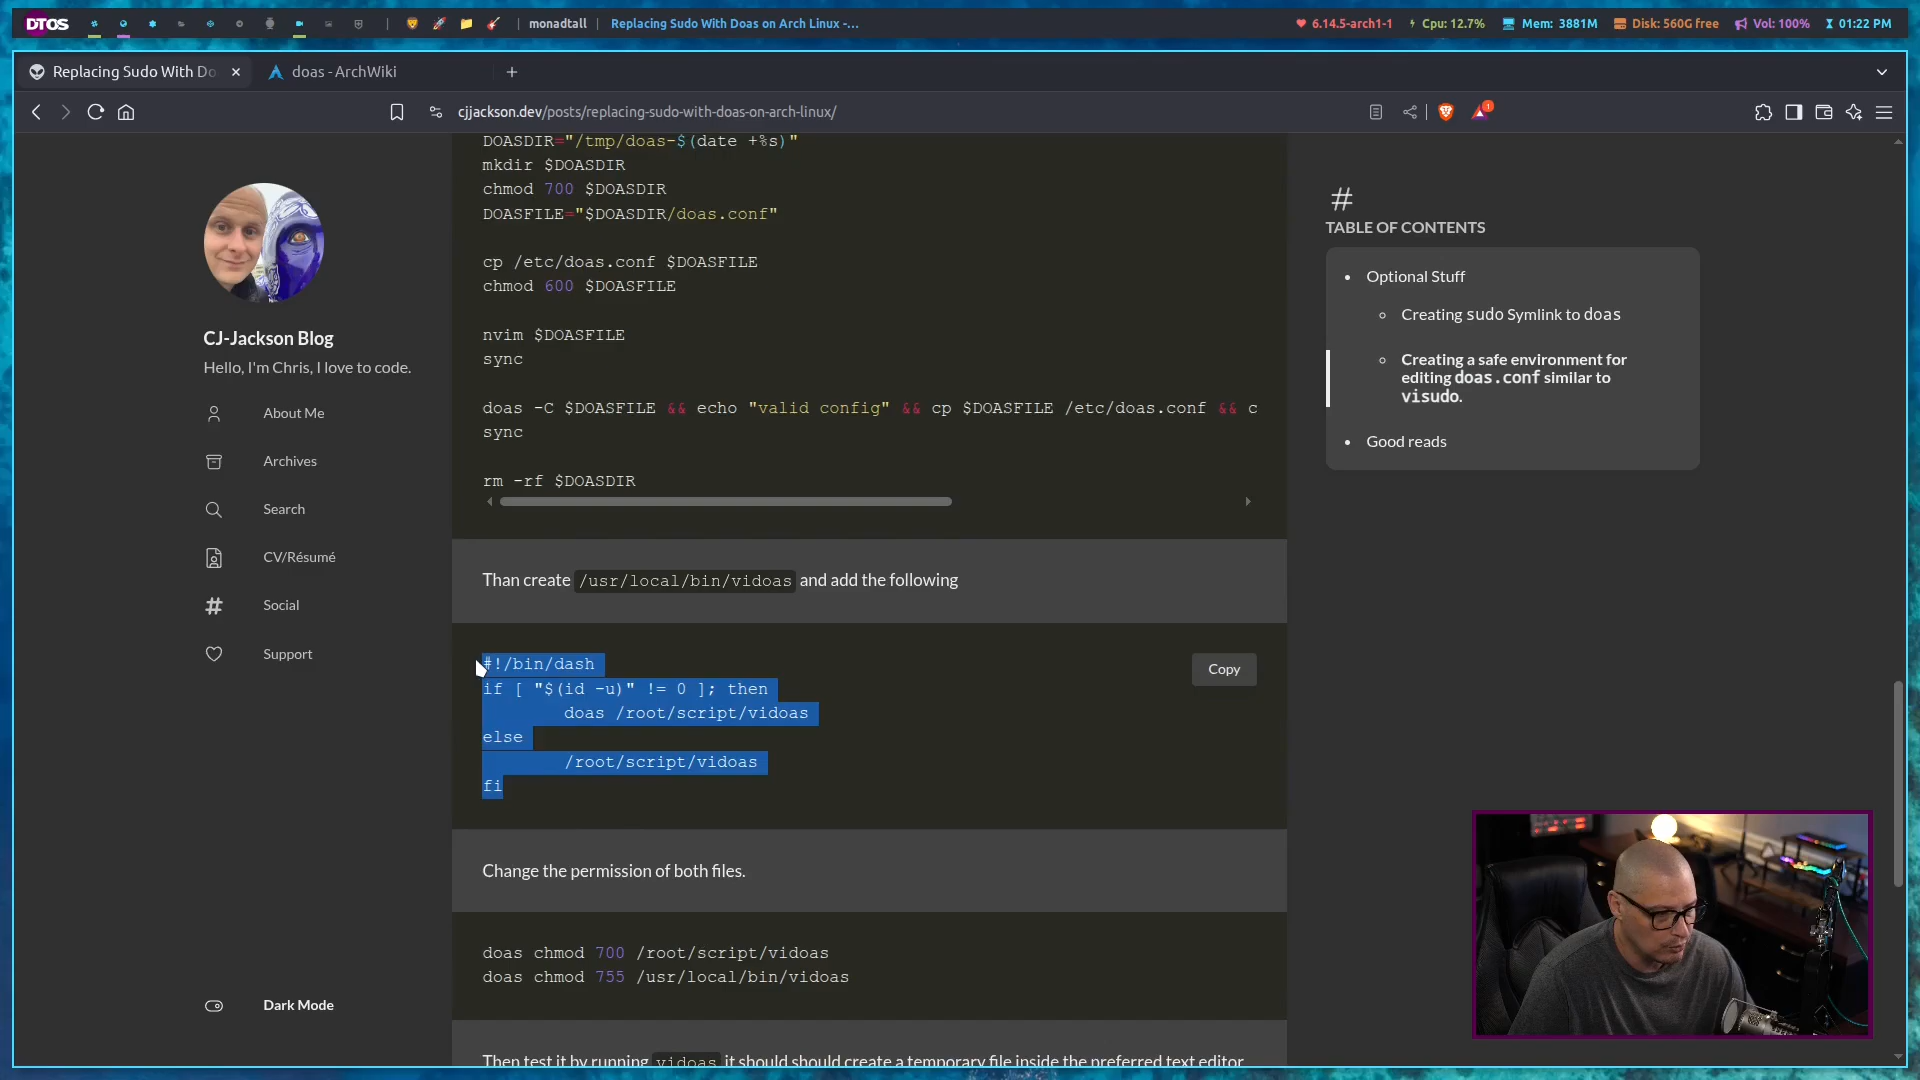 DTOS
monadtall
Replacing Sudo With Doas on Arch Linux -...
6.14.5-arch1-1
Cpu: 12.7%
Mem: 3881M
Disk: 560G free
Vol: 100%
01:22 PM
Replacing Sudo With Do
doas - ArchWiki
cjjackson.dev/posts/replacing-sudo-with-doas-on-arch-linux/
1
CJ-Jackson Blog
Hello, I'm Chris, I love to code.
About Me
Archives
Search
CV/Résumé
Social
Support
Dark Mode
DOASDIR="/tmp/doas-$(date +%s)"
mkdir $DOASDIR
chmod 700 $DOASDIR
DOASFILE="$DOASDIR/doas.conf"
cp /etc/doas.conf $DOASFILE
chmod 600 $DOASFILE
nvim $DOASFILE
sync
doas -C $DOASFILE && echo "valid config" && cp $DOASFILE /etc/doas.conf && c
sync
rm -rf $DOASDIR
Than create /usr/local/bin/vidoas and add the following
#!/bin/dash
if [ "$(id -u)" != 0 ]; then
doas /root/script/vidoas
else
/root/script/vidoas
fi
Copy
Change the permission of both files.
doas chmod 700 /root/script/vidoas
doas chmod 755 /usr/local/bin/vidoas
Then test it by running vidoas it should should create a temporary file inside the preferred text editor
#
TABLE OF CONTENTS
Optional Stuff
Creating sudo Symlink to doas
Creating a safe environment for
editing doas.conf similar to
visudo.
Good reads